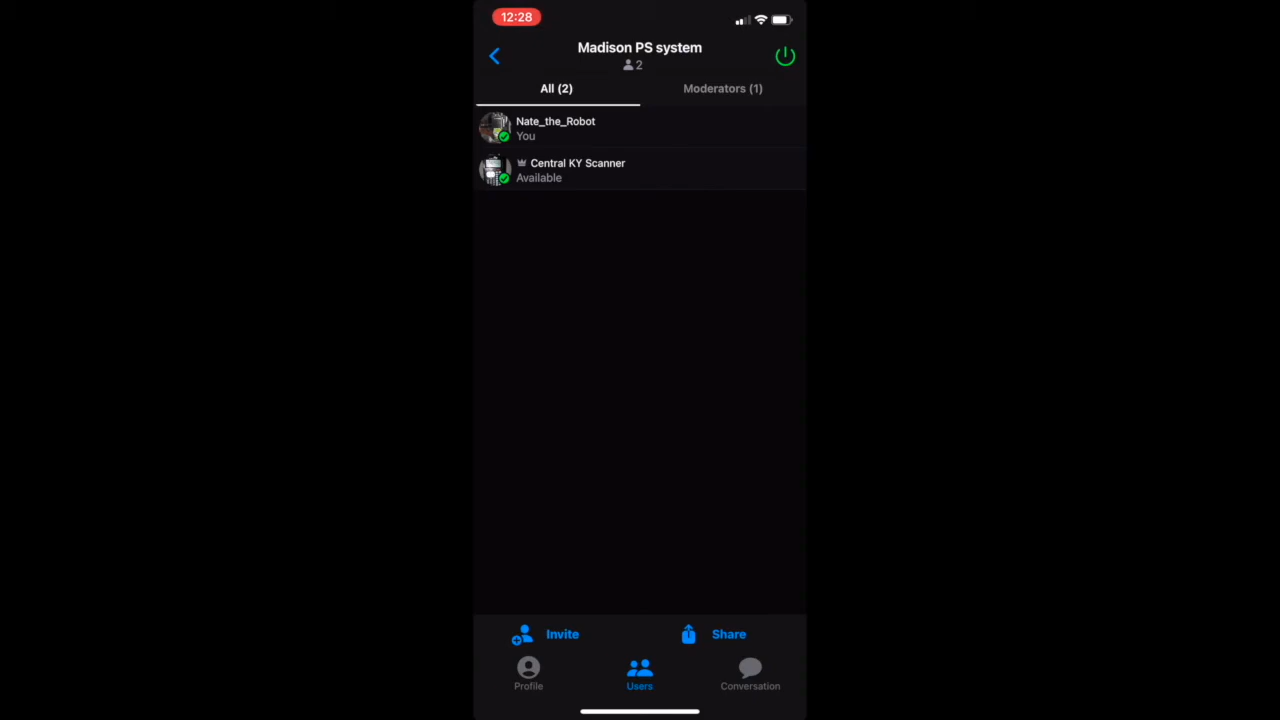 12:28
Madison PS system
2
All (2)
Moderators (1)
Nate_the_Robot
You
Central KY Scanner
Available
Invite
Share
Profile
Users
Conversation